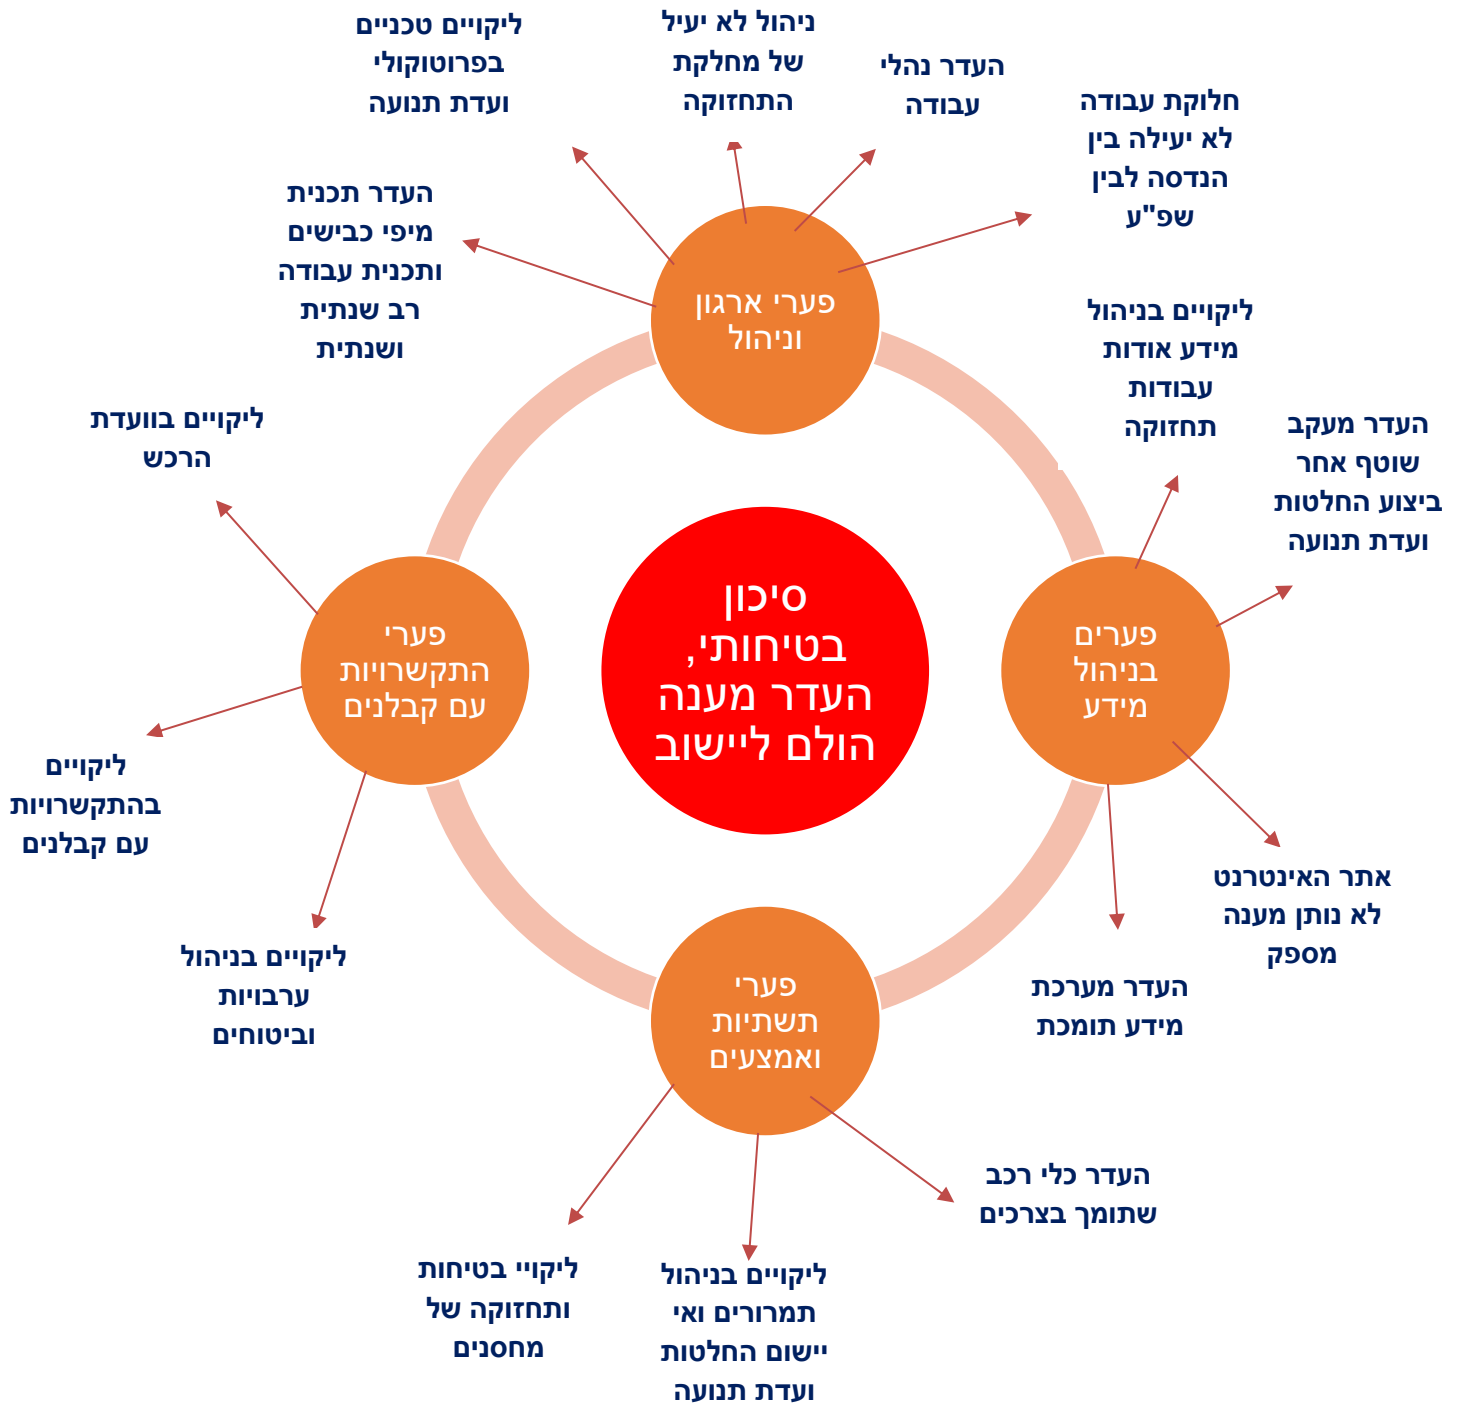 ליקויים טכניים
בפרוטוקולי
ועדת תנועה
ניהול לא יעיל
של מחלקת
התחזוקה
העדר נהלי
עבודה
חלוקת עבודה
לא יעילה בין
הנדסה לבין
שפ"ע
העדר תכנית
מיפי כבישים
ותכנית עבודה
רב שנתית
ושנתית
פערי ארגון
וניהול
ליקויים בניהול
מידע אודות
עבודות
תחזוקה
העדר מעקב
שוטף אחר
ביצוע החלטות
ועדת תנועה
ליקויים בוועדת
הרכש
סיכון
בטיחותי,
העדר מענה
הולם ליישוב
פערים
בניהול
מידע
פערי
התקשרויות
עם קבלנים
ליקויים
בהתקשרויות
עם קבלנים
אתר האינטרנט
לא נותן מענה
מספק
ליקויים בניהול
ערבויות
וביטוחים
העדר מערכת
מידע תומכת
פערי
תשתיות
ואמצעים
העדר כלי רכב
שתומך בצרכים
ליקויים בניהול
תמרורים ואי
יישום החלטות
ועדת תנועה
ליקויי בטיחות
ותחזוקה של
מחסנים